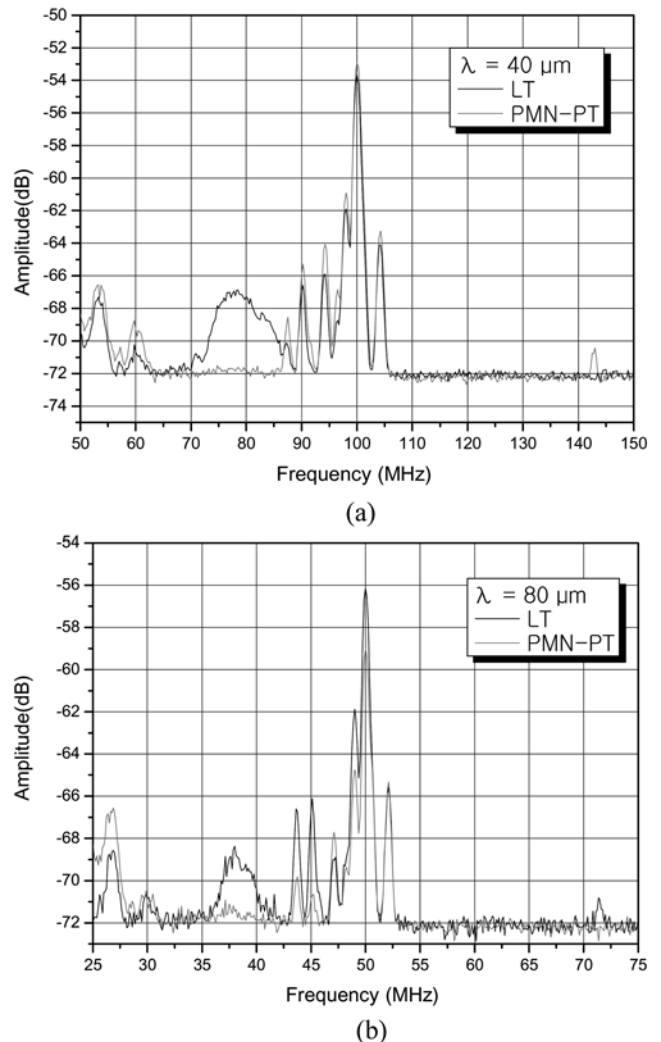 -50
-52
-54
-56
-58
-60
-62
-64
-66
-68
-70
-72
-74
Amplitude(dB)
λ = 40 μm
LT
PMN-PT
50 60 70 80 90 100 110 120 130 140 150
Frequency (MHz)
(a)
-54
-56
-58
-60
-62
-64
-66
-68
-70
-72
Amplitude(dB)
λ = 80 μm
LT
PMN-PT
25 30 35 40 45 50 55 60 65 70 75
Frequency (MHz)
(b)